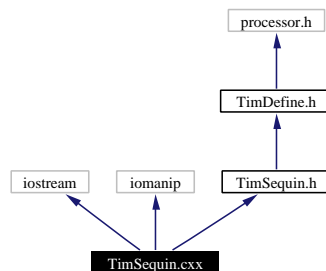 processor.h
TimDefine.h
iostream iomanip TimSequin.h
TimSequin.cxx